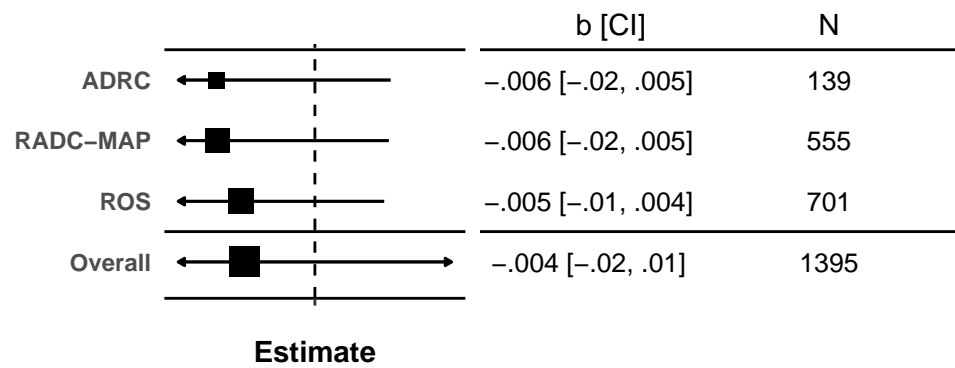 b [CI] N
ADRC −.006 [−.02, .005] 139
RADC−MAP −.006 [−.02, .005] 555
ROS −.005 [−.01, .004] 701
Overall −.004 [−.02, .01] 1395
Estimate